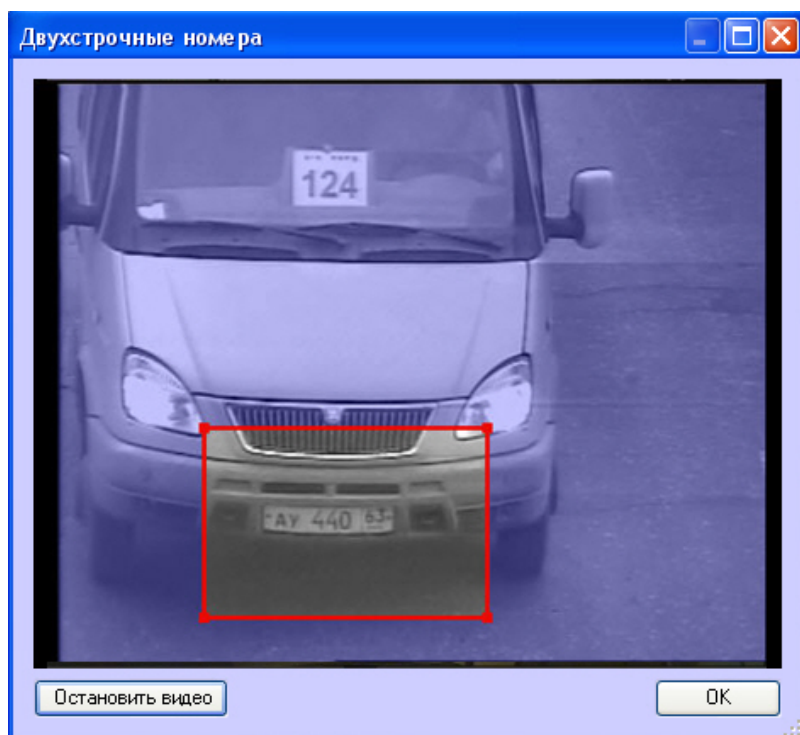 Двухстрочные номера
124
АУ 440 63
Остановить видео
OK